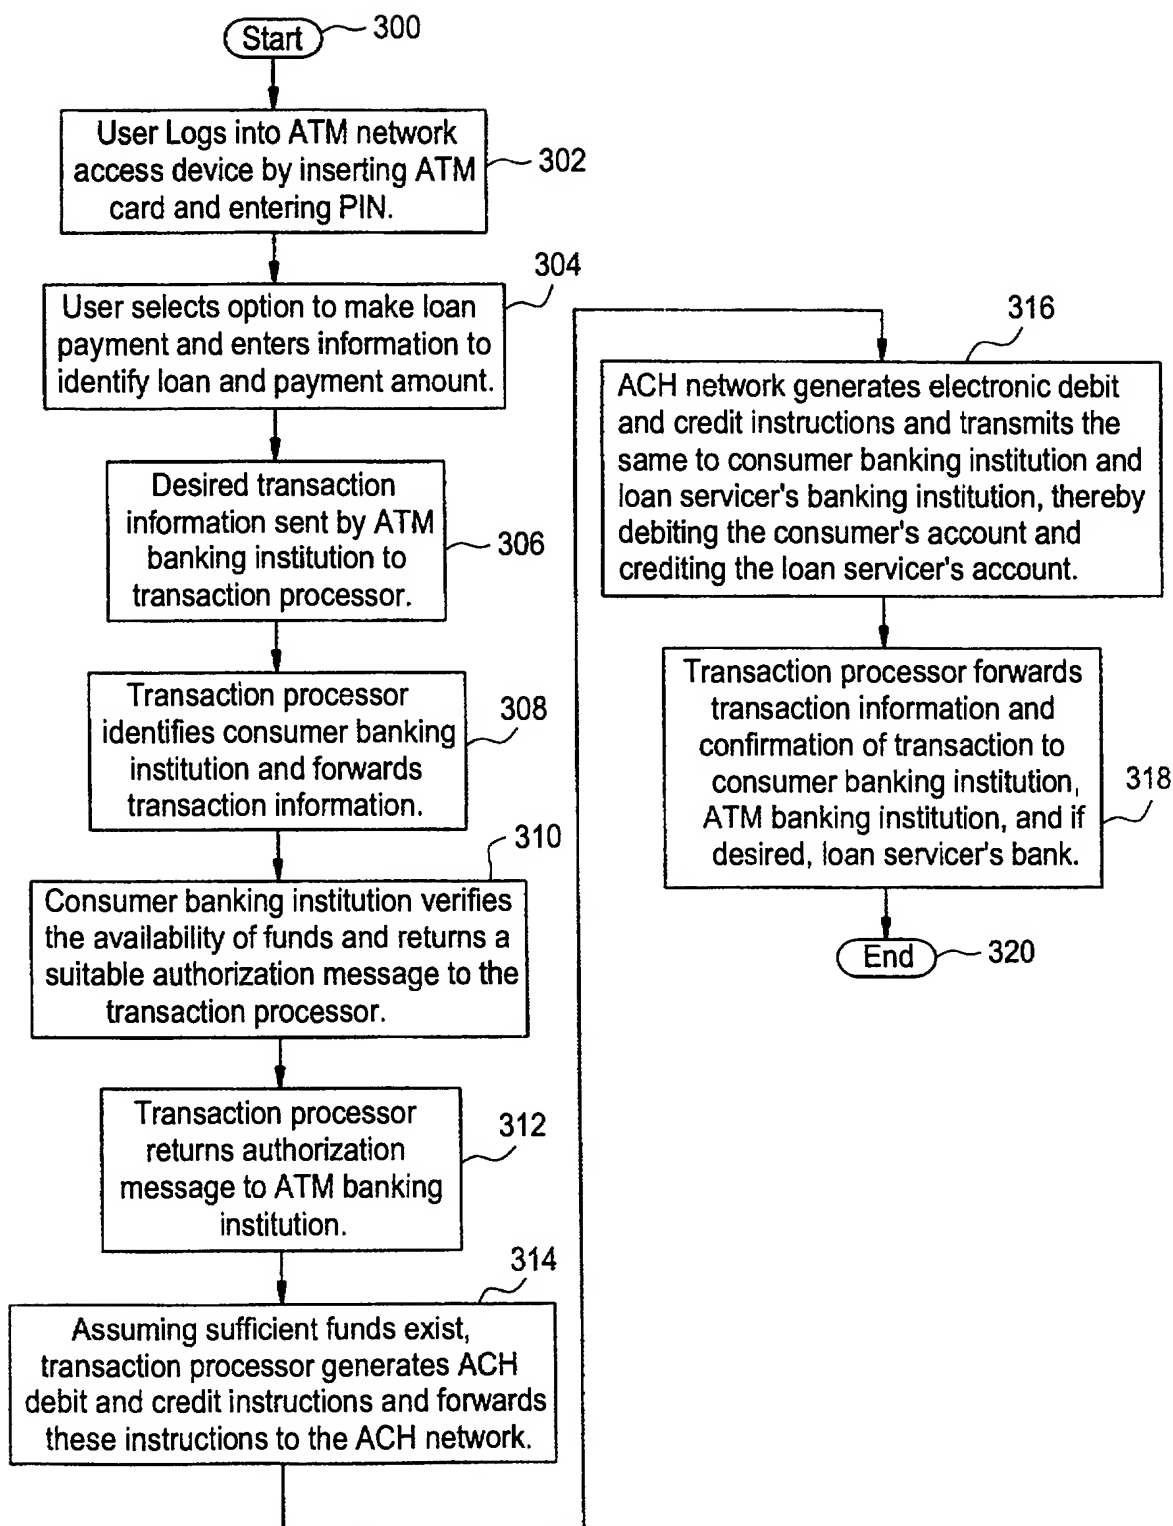 Start
300
User Logs into ATM network
access device by inserting ATM
card and entering PIN.
302
304
User selects option to make loan
payment and enters information to
identify loan and payment amount.
Desired transaction
information sent by ATM
banking institution to
transaction processor.
306
Transaction processor
identifies consumer banking
institution and forwards
transaction information.
308
310
Consumer banking institution verifies
the availability of funds and returns a
suitable authorization message to the
transaction processor.
Transaction processor
returns authorization
message to ATM banking
institution.
312
314
Assuming sufficient funds exist,
transaction processor generates ACH
debit and credit instructions and forwards
these instructions to the ACH network.
316
ACH network generates electronic debit
and credit instructions and transmits the
same to consumer banking institution and
loan servicer's banking institution, thereby
debiting the consumer's account and
crediting the loan servicer's account.
Transaction processor forwards
transaction information and
confirmation of transaction to
consumer banking institution,
ATM banking institution, and if
desired, loan servicer's bank.
318
End
320